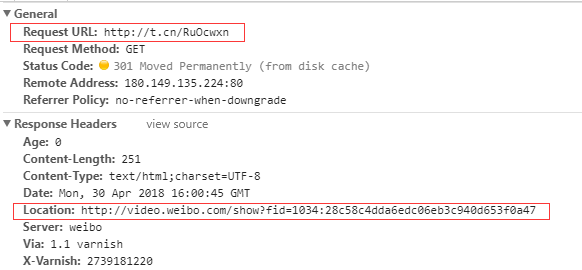 ▼ General
Request URL: http://t.cn/RuOcwxn
Request Method: GET
Status Code: 301 Moved Permanently (from disk cache)
Remote Address: 180.149.135.224:80
Referrer Policy: no-referrer-when-downgrade
▼ Response Headers view source
Age: 0
Content-Length: 251
Content-Type: text/html;charset=UTF-8
Date: Mon, 30 Apr 2018 16:00:45 GMT
Location: http://video.weibo.com/show?fid=1034:28c58c4dda6edc06eb3c940d653f0a47
Server: weibo
Via: 1.1 varnish
X-Varnish: 2739181220